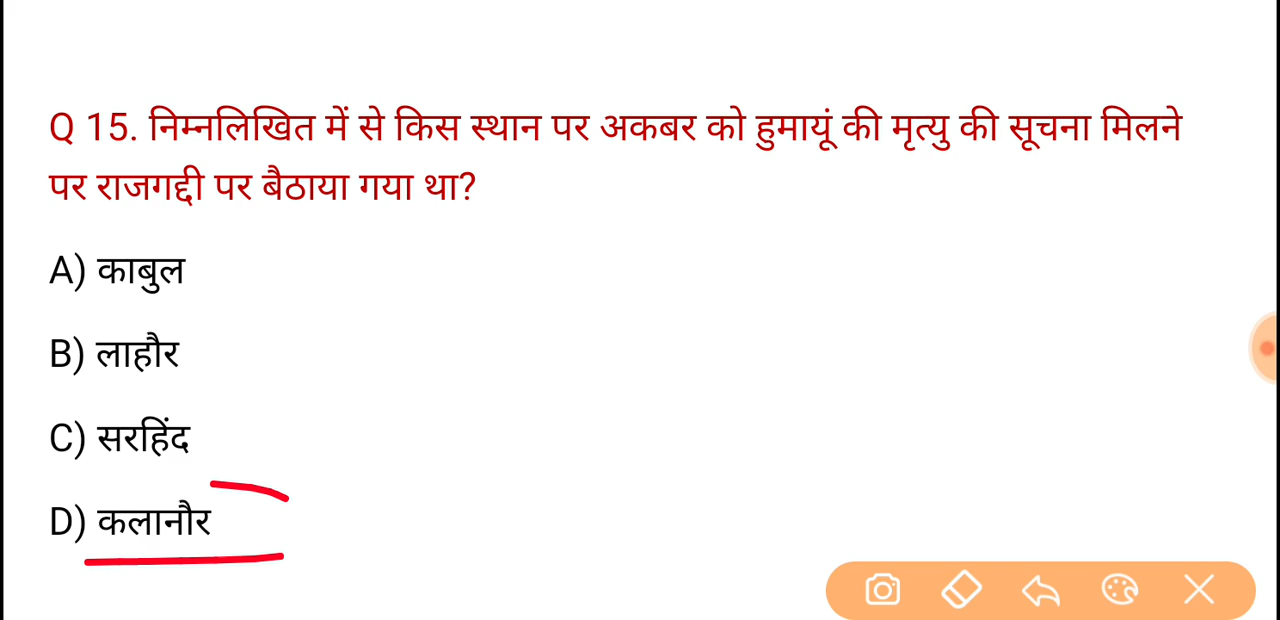 Q 15. निम्नलिखित में से किस स्थान पर अकबर को हुमायूं की मृत्यु की सूचना मिलने
पर राजगद्दी पर बैठाया गया था?
A) काबुल
B) लाहौर
C) सरहिंद
D) कलानौर